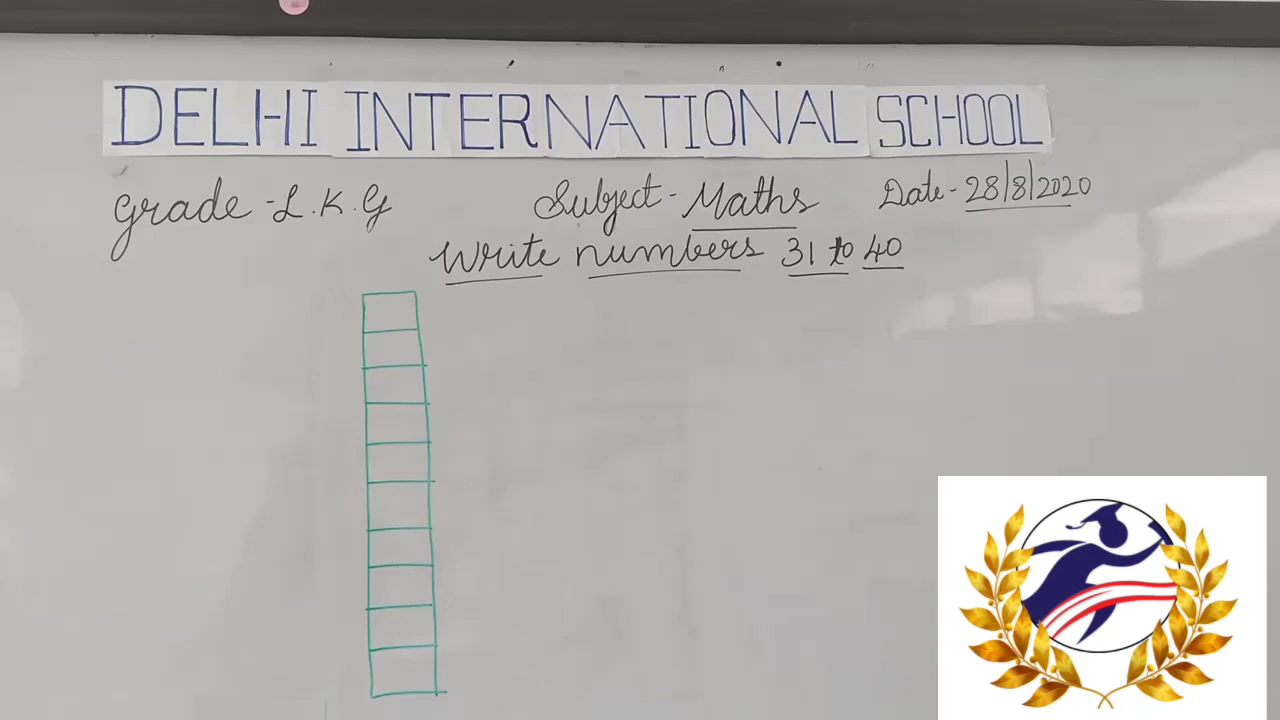 DELHI INTERNATIONAL SCHOOL
Grade - L.K.G Subject - Maths Date - 28/8/2020
Write numbers 31 to 40